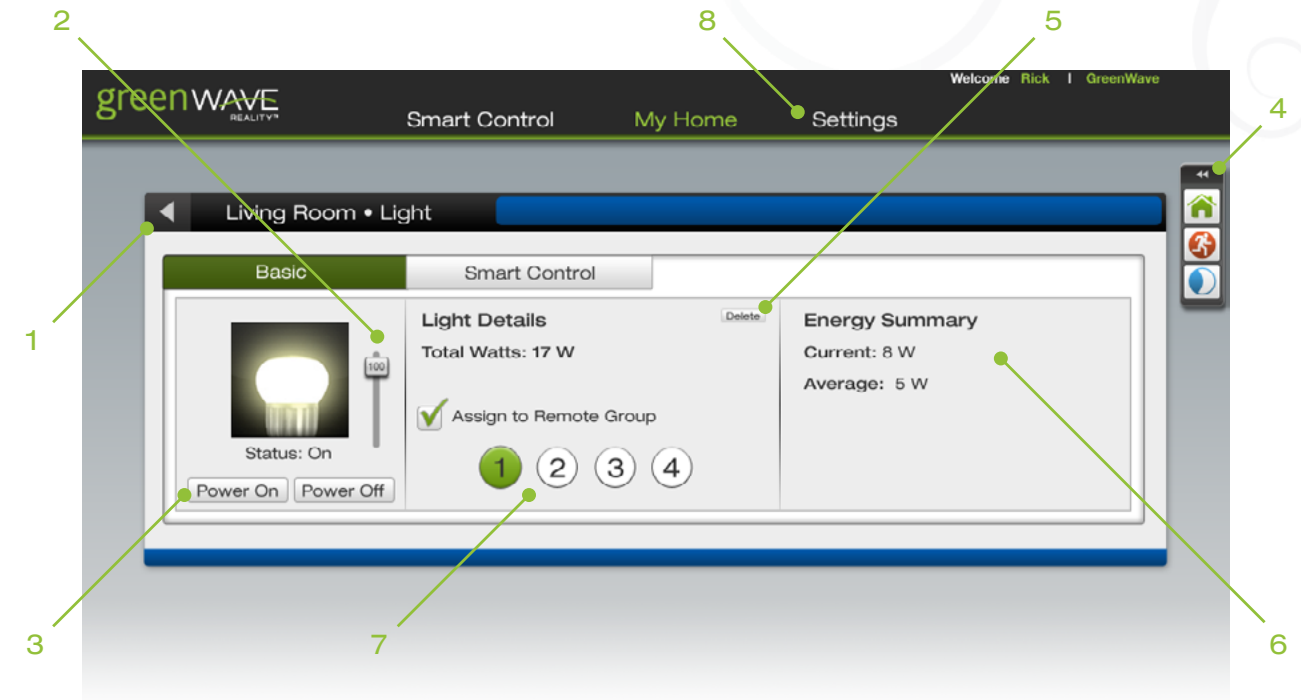 2
8
5
Welcome Rick | GreenWave
greenWAVE
REALITY™
Smart Control
My Home
Settings
4
Living Room • Light
Basic
Smart Control
1
100
Status: On
Power On
Power Off
Light Details
Delete
Total Watts: 17 W
Assign to Remote Group
1
2
3
4
Energy Summary
Current: 8 W
Average: 5 W
3
7
6